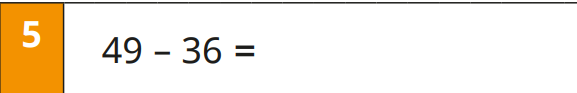 5
49 – 36 =